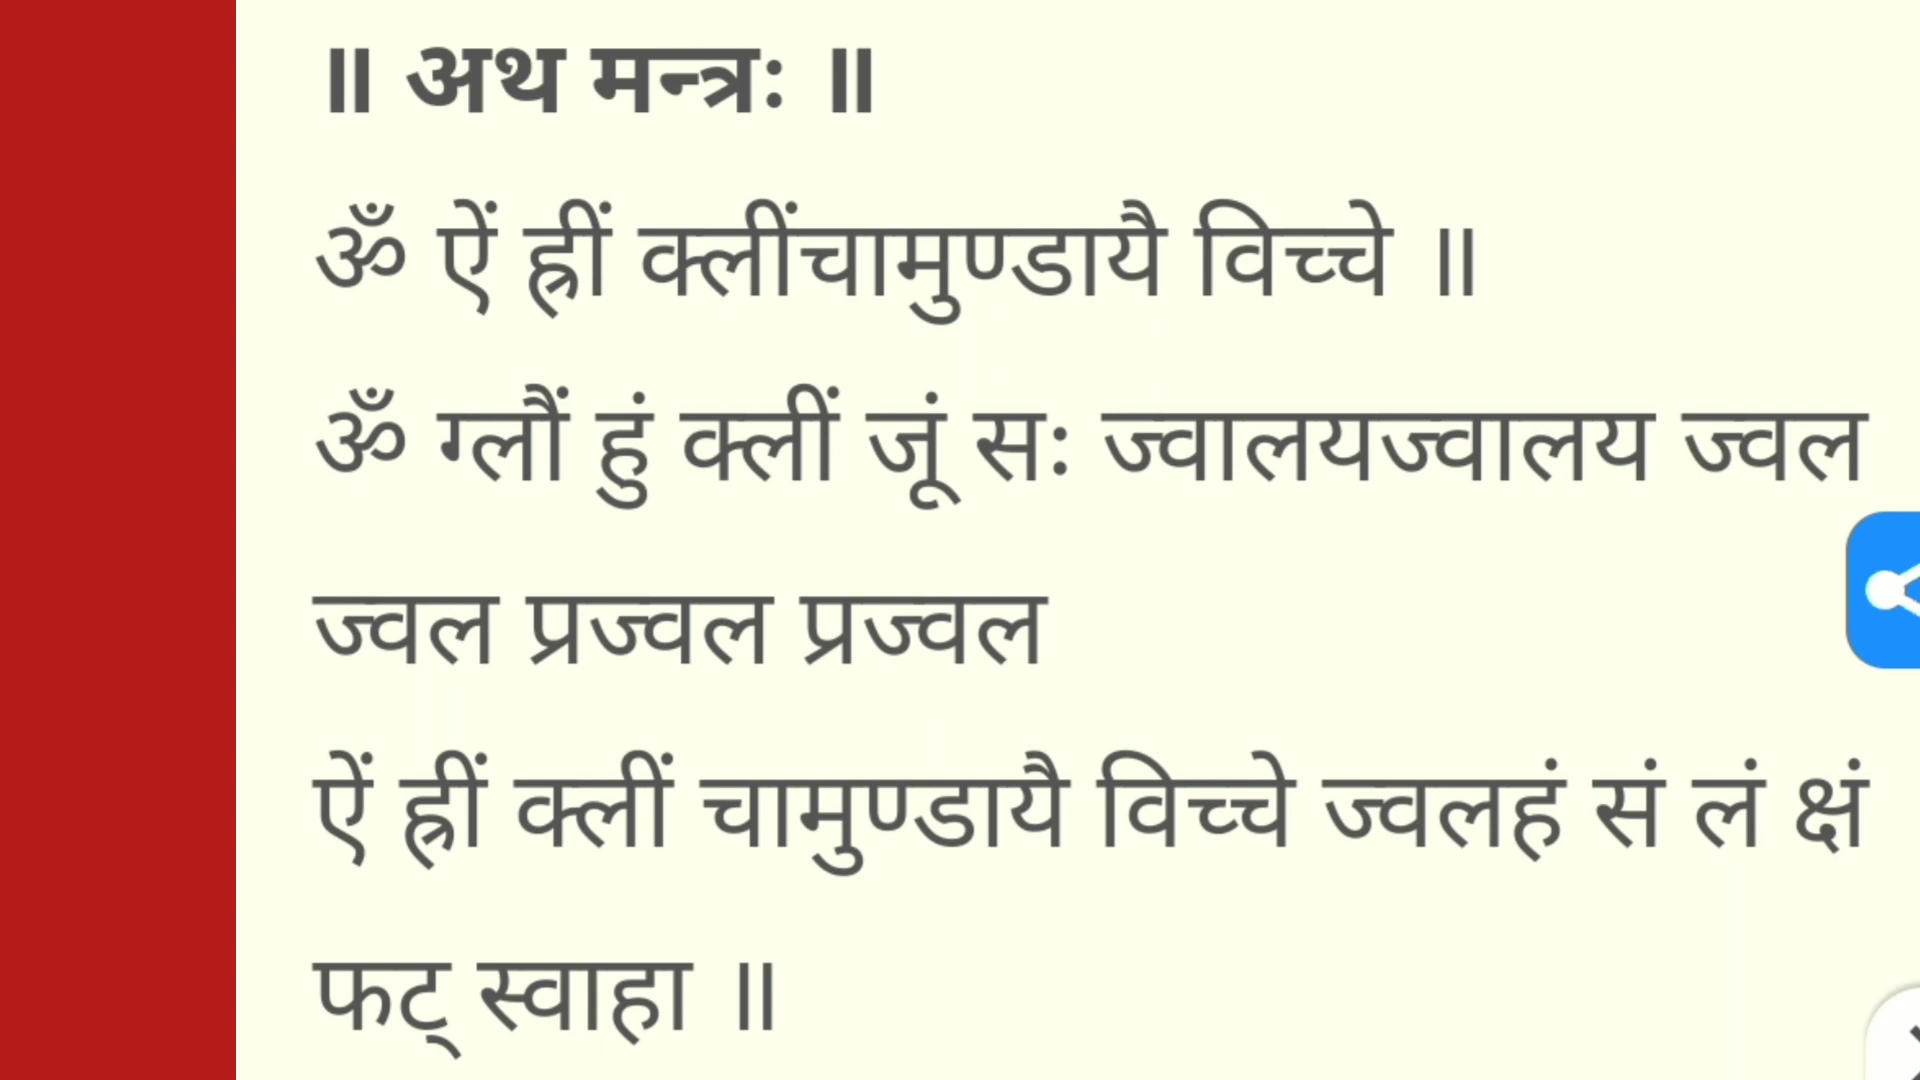 ॥ अथ मन्त्रः ॥
ॐ ऐं ह्रीं क्लींचामुण्डायै विच्चे ॥
ॐ ग्लौं हुं क्लीं जूं सः ज्वालयज्वालय ज्वल
ज्वल प्रज्वल प्रज्वल
ऐं ह्रीं क्लीं चामुण्डायै विच्चे ज्वलहं सं लं क्षं
फट् स्वाहा ॥